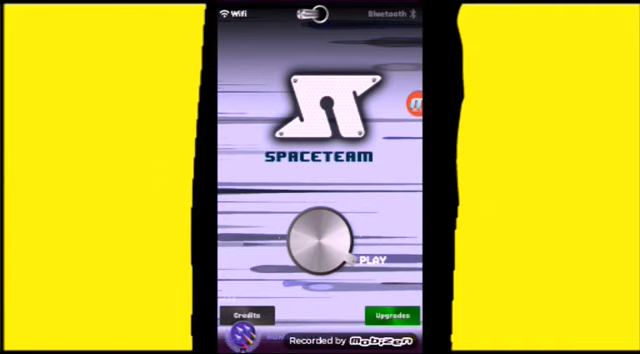 Wifi
Bluetooth
SPACETEAM
PLAY
Credits
Upgrades
Recorded by Mobizen